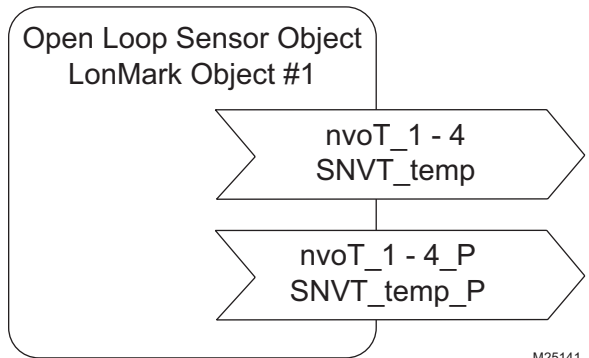 Open Loop Sensor Object
LonMark Object #1
nvoT_1 - 4
SNVT_temp
nvoT_1 - 4_P
SNVT_temp_P
M25141